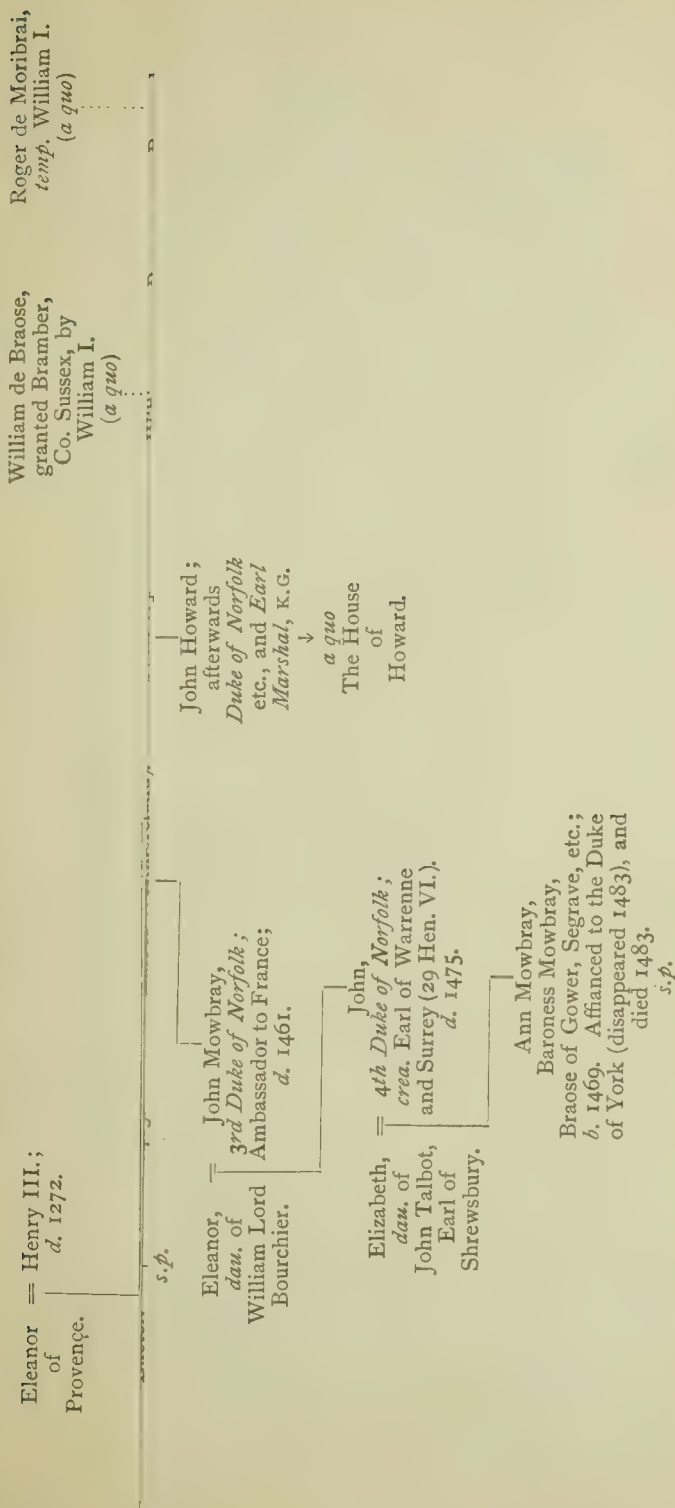 Eleanor = Henry III.;
of d. 1272.
Provençe.
William de Braose,
granted Bramber,
Co. Sussex, by
William I.
(a quo)
Roger de Moribrai,
temp. William I.
(a quo)
s.p.
Eleanor, = John Mowbray,
dau. of 3rd Duke of Norfolk;
William Lord Ambassador to France;
Bourchier. d. 1461.
John Howard;
afterwards
Duke of Norfolk
etc., and Earl
Marshal, K.G.
↓
a quo
The House
of
Howard.
John,
Elizabeth, = 4th Duke of Norfolk;
dau. of crea. Earl of Warrenne
John Talbot, and Surrey (29 Hen. VI.).
Earl of d. 1475.
Shrewsbury.
Ann Mowbray,
Baroness Mowbray,
Braose of Gower, Segrave, etc.;
b. 1469. Affianced to the Duke
of York (disappeared 1483), and
died 1483.
s.p.